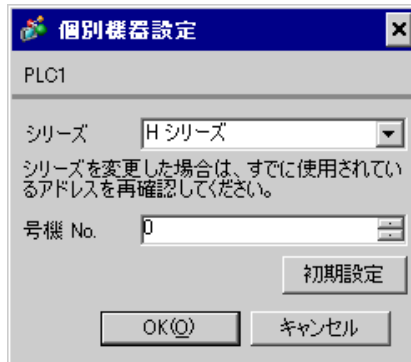 個別機器設定
PLC1
シリーズ H シリーズ
シリーズを変更した場合は、すでに使用されてい
るアドレスを再確認してください。
号機 No. 0
初期設定
OK(O) キャンセル